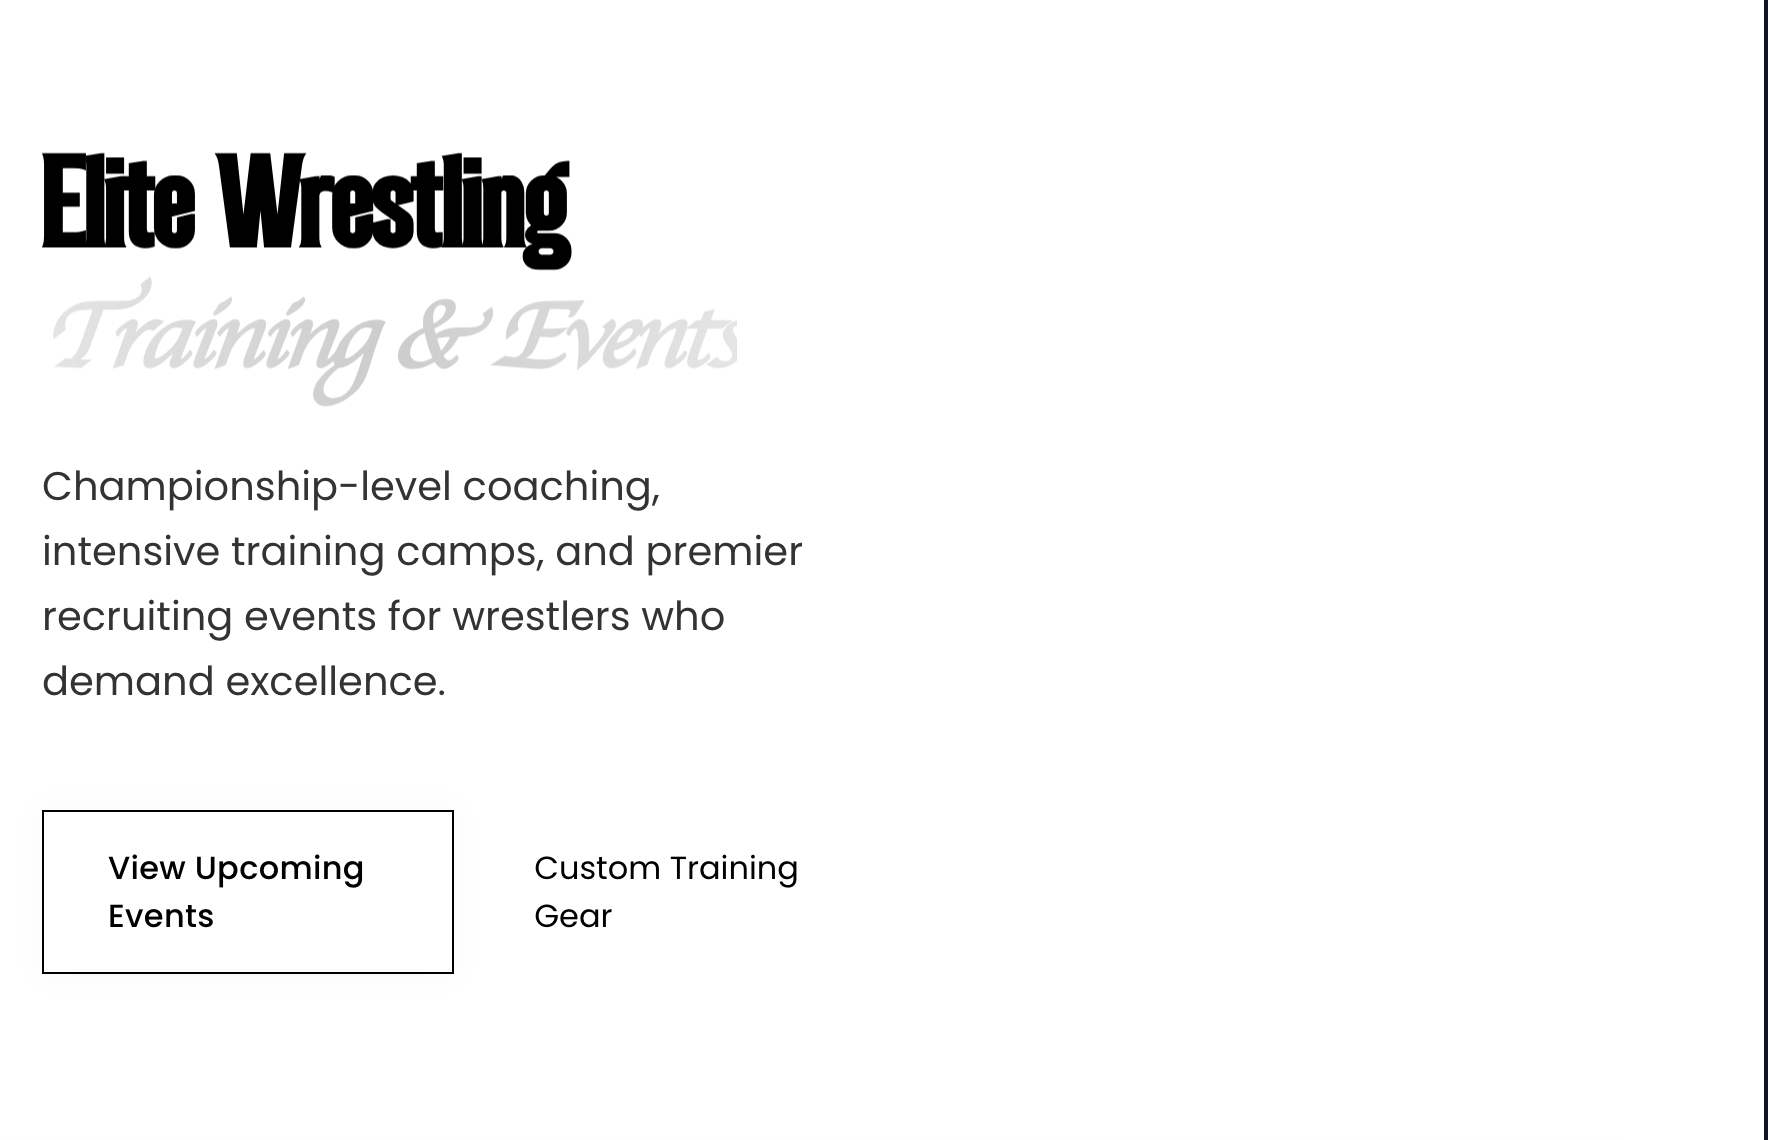 Elite Wrestling
Training & Events
Championship-level coaching,
intensive training camps, and premier
recruiting events for wrestlers who
demand excellence.
View Upcoming
Events
Custom Training
Gear